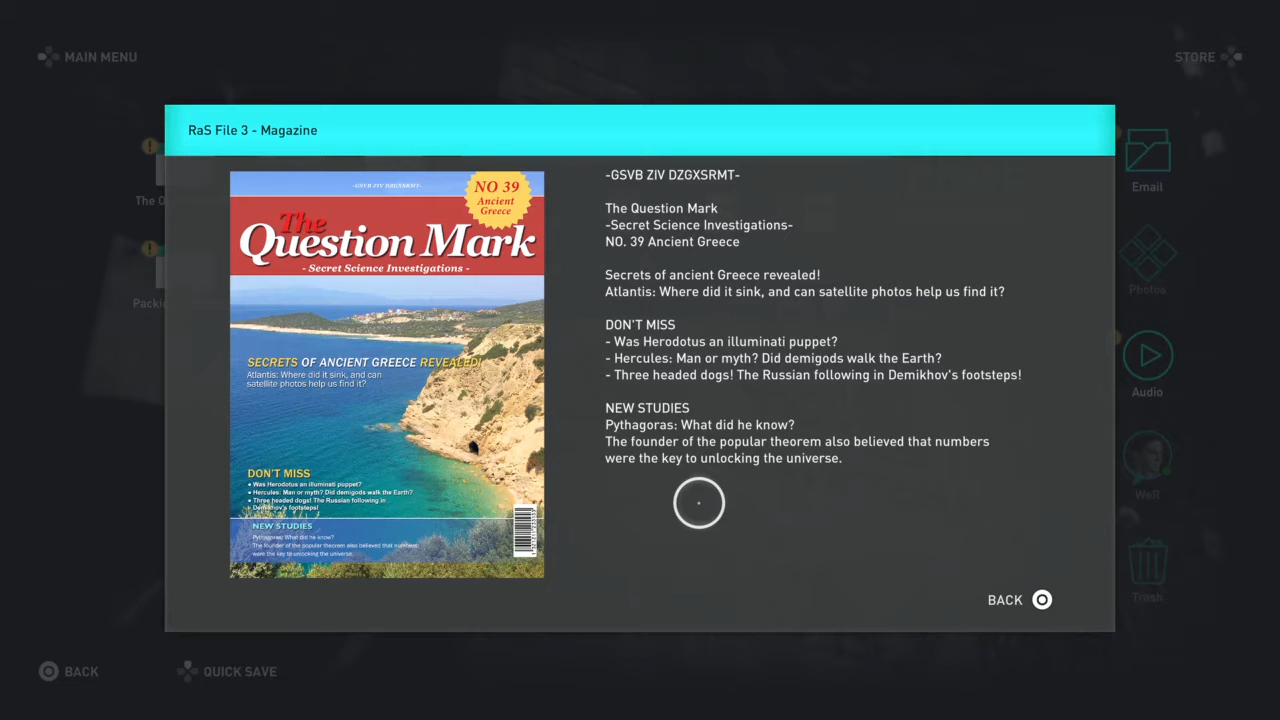 MAIN MENU
STORE
RaS File 3 - Magazine
-GSVB ZIV DZGXSRMT-
NO 39
Ancient
Greece
The
Question Mark
- Secret Science Investigations -
SECRETS OF ANCIENT GREECE REVEALED!
Atlantis: Where did it sink, and can
satellite photos help us find it?
DON'T MISS
• Was Herodotus an illuminati puppet?
• Hercules: Man or myth? Did demigods walk the Earth?
• Three headed dogs! The Russian following in
Demikhov's footsteps!
NEW STUDIES
Pythagoras: What did he know?
The founder of the popular theorem also believed that numbers
were the key to unlocking the universe.
-GSVB ZIV DZGXSRMT-
The Question Mark
-Secret Science Investigations-
NO. 39 Ancient Greece
Secrets of ancient Greece revealed!
Atlantis: Where did it sink, and can satellite photos help us find it?
DON'T MISS
- Was Herodotus an illuminati puppet?
- Hercules: Man or myth? Did demigods walk the Earth?
- Three headed dogs! The Russian following in Demikhov's footsteps!
NEW STUDIES
Pythagoras: What did he know?
The founder of the popular theorem also believed that numbers
were the key to unlocking the universe.
BACK
The
Packi
Email
Photos
Audio
WeR
Trash
BACK
QUICK SAVE